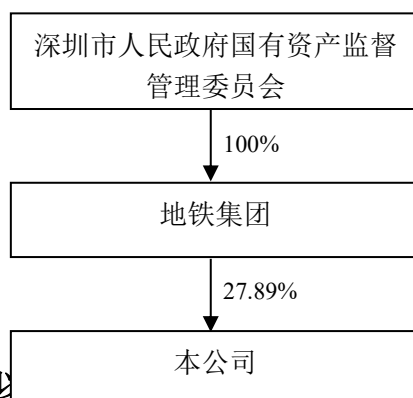 深圳市人民政府国有资产监督
管理委员会
100%
地铁集团
27.89%
本公司